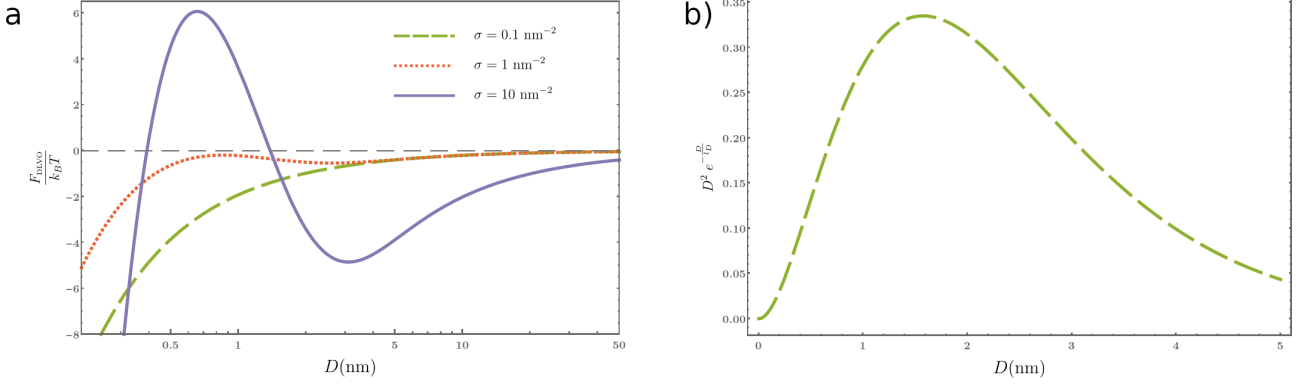 a
6
4
2
0
−2
−4
−6
−8
F_DLVO
k_B T
σ = 0.1 nm⁻²
σ = 1 nm⁻²
σ = 10 nm⁻²
0.5
1
5
10
50
D(nm)
b)
0.35
0.30
0.25
0.20
0.15
0.10
0.05
0.00
D² e^{−D/l_D}
0
1
2
3
4
5
D(nm)